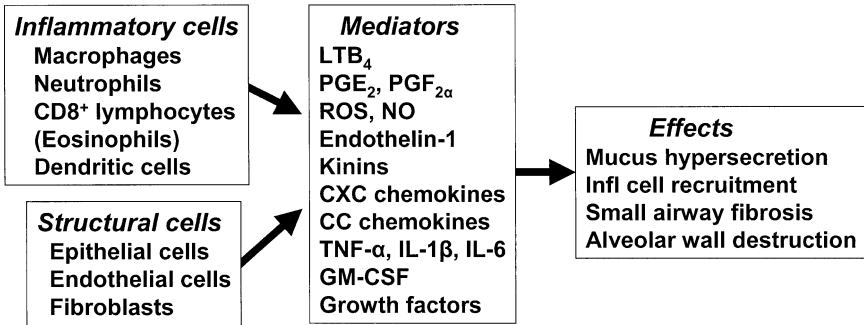 Inflammatory cells
Macrophages
Neutrophils
CD8⁺ lymphocytes
(Eosinophils)
Dendritic cells
Structural cells
Epithelial cells
Endothelial cells
Fibroblasts
Mediators
LTB₄
PGE₂, PGF₂α
ROS, NO
Endothelin-1
Kinins
CXC chemokines
CC chemokines
TNF-α, IL-1β, IL-6
GM-CSF
Growth factors
Effects
Mucus hypersecretion
Infl cell recruitment
Small airway fibrosis
Alveolar wall destruction